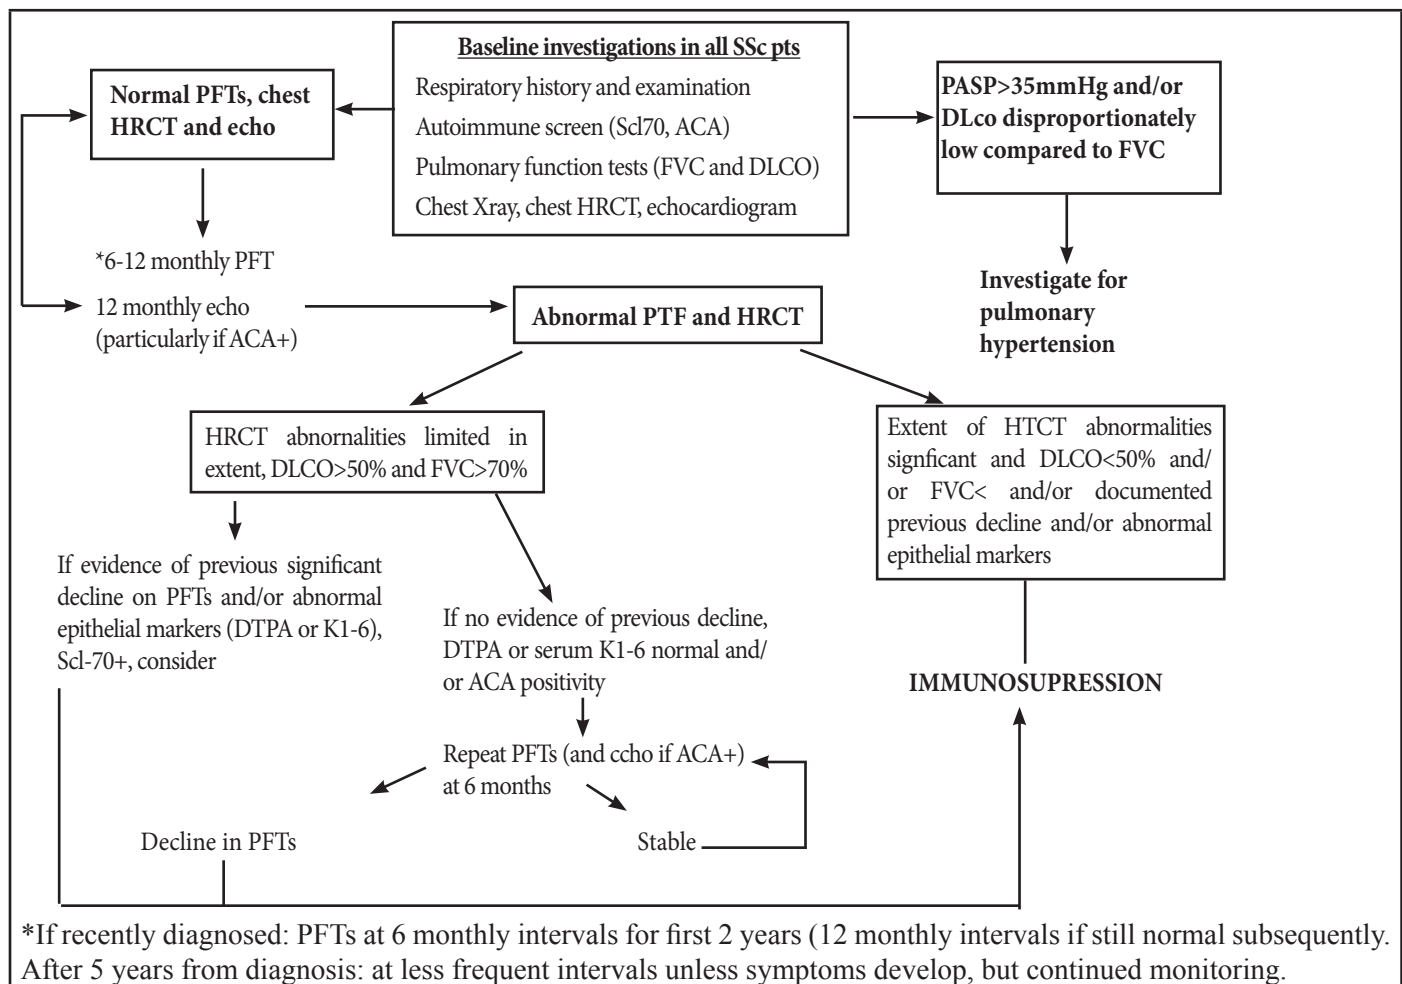 Baseline investigations in all SSc pts
Respiratory history and examination
Autoimmune screen (Scl70, ACA)
Pulmonary function tests (FVC and DLCO)
Chest Xray, chest HRCT, echocardiogram
Normal PFTs, chest
HRCT and echo
PASP>35mmHg and/or
DLco disproportionately
low compared to FVC
*6-12 monthly PFT
12 monthly echo
(particularly if ACA+)
Investigate for
pulmonary
hypertension
Abnormal PTF and HRCT
HRCT abnornalities limited in
extent, DLCO>50% and FVC>70%
Extent of HTCT abnormalities
signficant and DLCO<50% and/
or FVC< and/or documented
previous decline and/or abnormal
epithelial markers
If evidence of previous significant
decline on PFTs and/or abnormal
epithelial markers (DTPA or K1-6),
Scl-70+, consider
If no evidence of previous decline,
DTPA or serum K1-6 normal and/
or ACA positivity
IMMUNOSUPRESSION
Repeat PFTs (and ccho if ACA+)
at 6 months
Decline in PFTs
Stable
*If recently diagnosed: PFTs at 6 monthly intervals for first 2 years (12 monthly intervals if still normal subsequently.
After 5 years from diagnosis: at less frequent intervals unless symptoms develop, but continued monitoring.